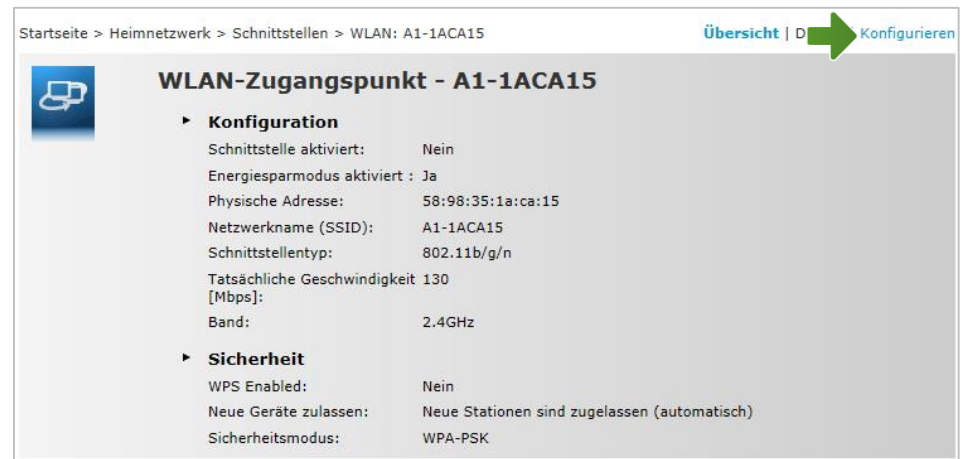 Startseite > Heimnetzwerk > Schnittstellen > WLAN: A1-1ACA15 Übersicht | D Konfigurieren
WLAN-Zugangspunkt - A1-1ACA15
Konfiguration
Schnittstelle aktiviert: Nein
Energiesparmodus aktiviert : Ja
Physische Adresse: 58:98:35:1a:ca:15
Netzwerkname (SSID): A1-1ACA15
Schnittstellentyp: 802.11b/g/n
Tatsächliche Geschwindigkeit 130
[Mbps]:
Band: 2.4GHz
Sicherheit
WPS Enabled: Nein
Neue Geräte zulassen: Neue Stationen sind zugelassen (automatisch)
Sicherheitsmodus: WPA-PSK